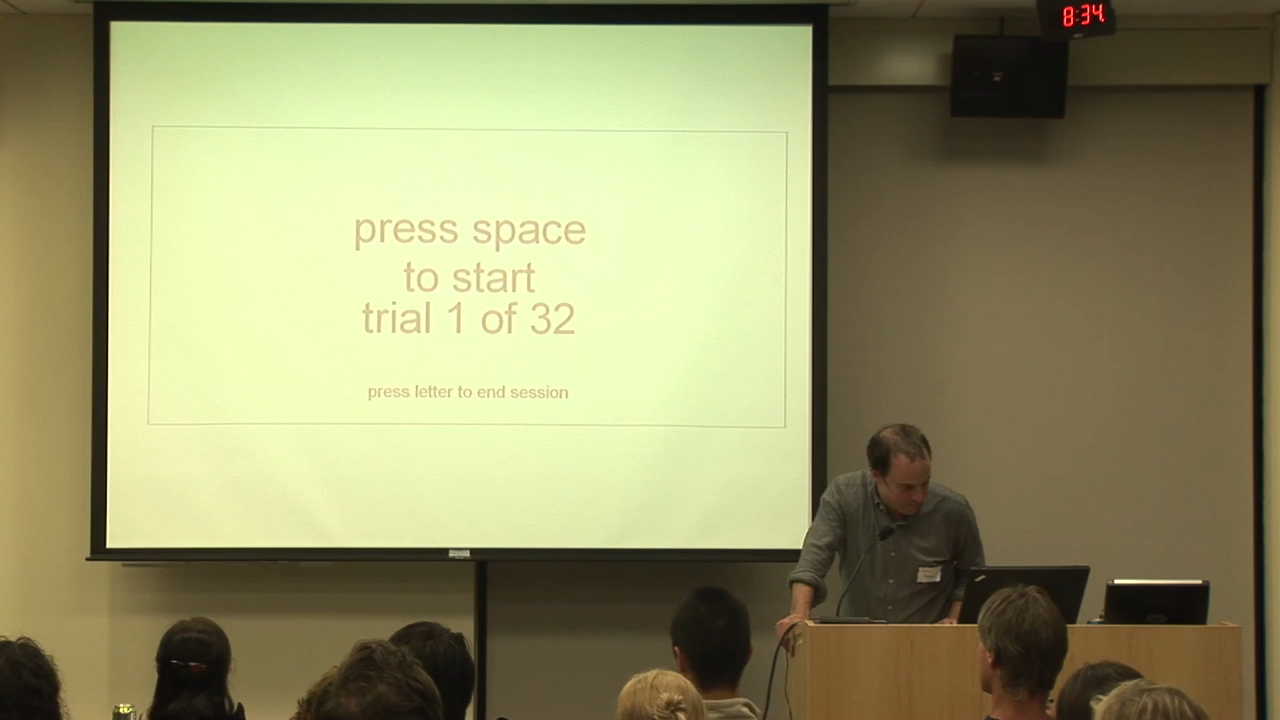 8:34
press space
to start
trial 1 of 32
press letter to end session